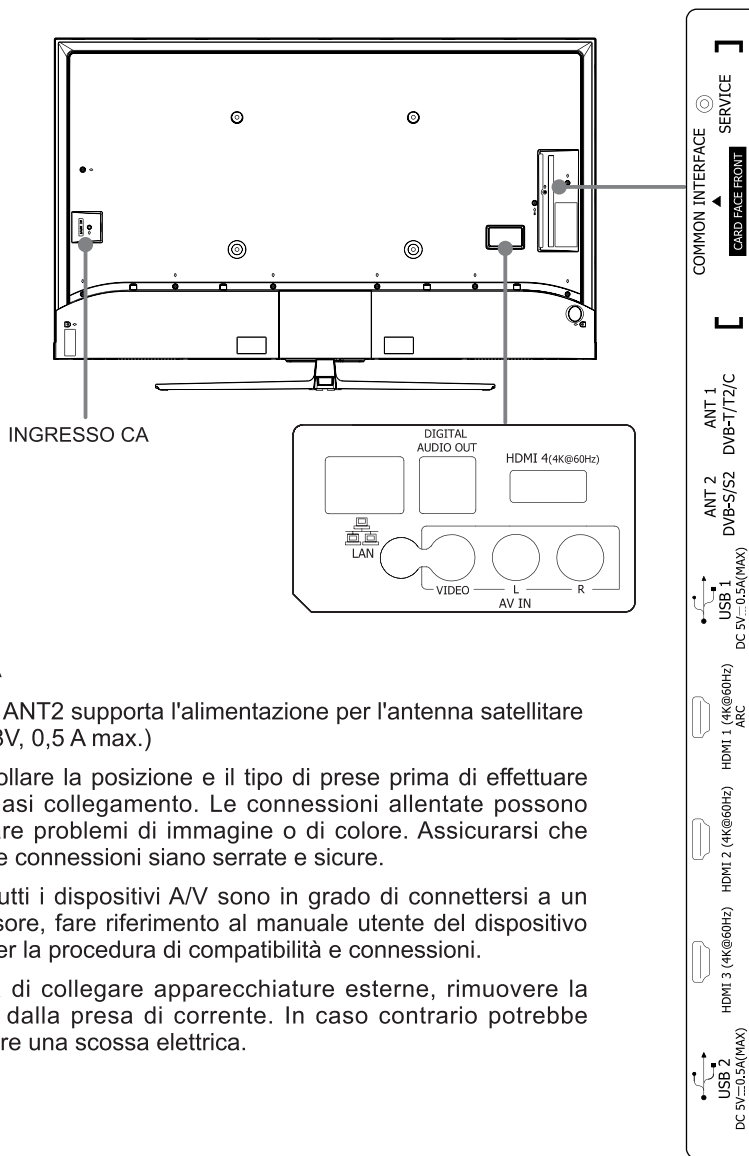 INGRESSO CA
DIGITAL
AUDIO OUT
HDMI 4(4K@60Hz)
LAN
VIDEO
L
R
AV IN
SERVICE
COMMON INTERFACE
CARD FACE FRONT
ANT 1
DVB-T/T2/C
ANT 2
DVB-S/S2
USB 1
DC 5V⎓0.5A(MAX)
HDMI 1 (4K@60Hz)
ARC
HDMI 2 (4K@60Hz)
HDMI 3 (4K@60Hz)
USB 2
DC 5V⎓0.5A(MAX)
ANT2 supporta l'alimentazione per l'antenna satellitare
V, 0,5 A max.)
ollare la posizione e il tipo di prese prima di effettuare
asi collegamento. Le connessioni allentate possono
are problemi di immagine o di colore. Assicurarsi che
e connessioni siano serrate e sicure.
utti i dispositivi A/V sono in grado di connettersi a un
sore, fare riferimento al manuale utente del dispositivo
er la procedura di compatibilità e connessioni.
di collegare apparecchiature esterne, rimuovere la
dalla presa di corrente. In caso contrario potrebbe
re una scossa elettrica.